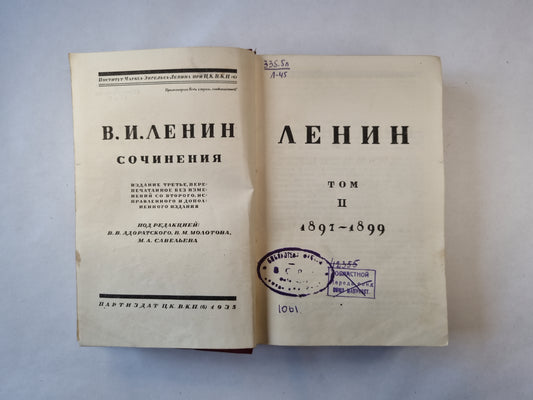 Институт Маркса Энгельса Ленина при Ц К В.К.П (б)
Пролетарии всех стран, соединяйтесь!
В.И.ЛЕНИН
СОЧИНЕНИЯ
ИЗДАНИЕ ТРЕТЬЕ, ПЕРЕ-
ПЕЧАТАННОЕ БЕЗ ИЗМЕ-
НЕНИЙ СО ВТОРОГО, ИС-
ПРАВЛЕННОГО И ДОПОЛ-
НЕННОГО ИЗДАНИЯ
ПОД РЕДАКЦИЕЙ:
В. В. АДОРАТСКОГО, В. М. МОЛОТОВА,
М. А. САВЕЛЬЕВА
ПАРТИЗДАТ ЦК ВКП(б) 1935
335.5л
Л-45
ЛЕНИН
ТОМ
II
1897–1899
42355
1061